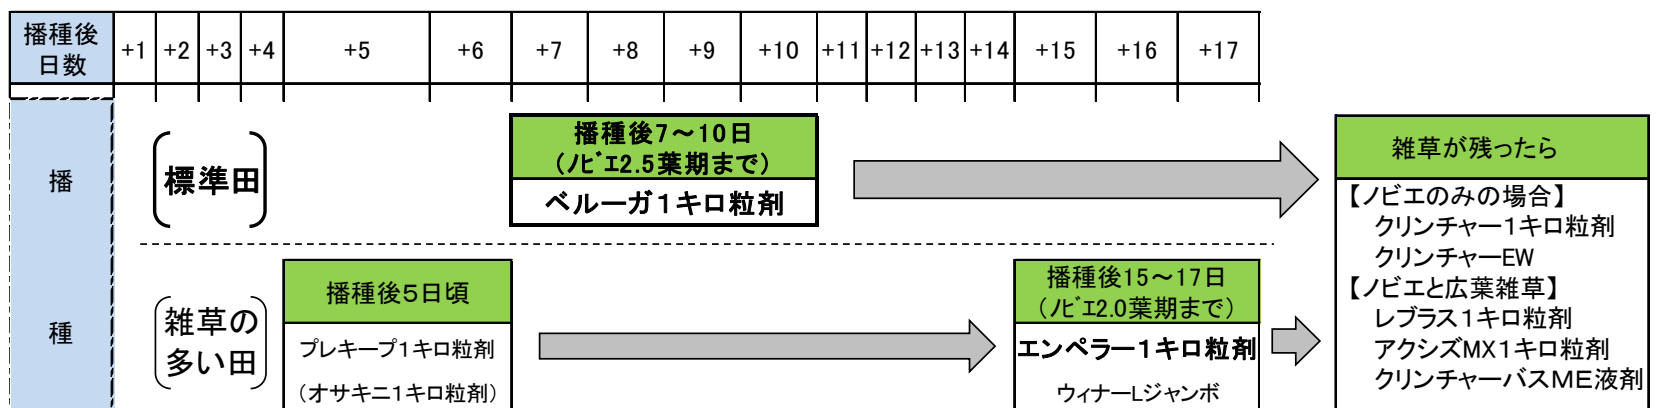 播種後
日数
+1 +2 +3 +4 +5 +6 +7 +8 +9 +10 +11 +12 +13 +14 +15 +16 +17
播
種
標準田
播種後7～10日
(ノビエ2.5葉期まで)
ベルーガ1キロ粒剤
雑草の
多い田
播種後5日頃
プレキープ1キロ粒剤
(オサキニ1キロ粒剤)
播種後15～17日
(ノビエ2.0葉期まで)
エンペラー1キロ粒剤
ウィナーLジャンボ
雑草が残ったら
【ノビエのみの場合】
クリンチャー1キロ粒剤
クリンチャーEW
【ノビエと広葉雑草】
レブラス1キロ粒剤
アクシズMX1キロ粒剤
クリンチャーバスME液剤